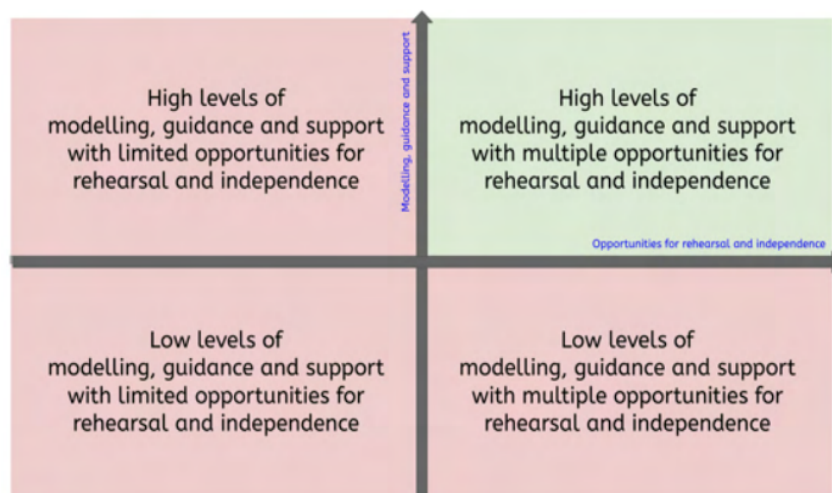 High levels of
modelling, guidance and support
with limited opportunities for
rehearsal and independence
Modelling, guidance and support
High levels of
modelling, guidance and support
with multiple opportunities for
rehearsal and independence
Opportunities for rehearsal and independence
Low levels of
modelling, guidance and support
with limited opportunities for
rehearsal and independence
Low levels of
modelling, guidance and support
with multiple opportunities for
rehearsal and independence